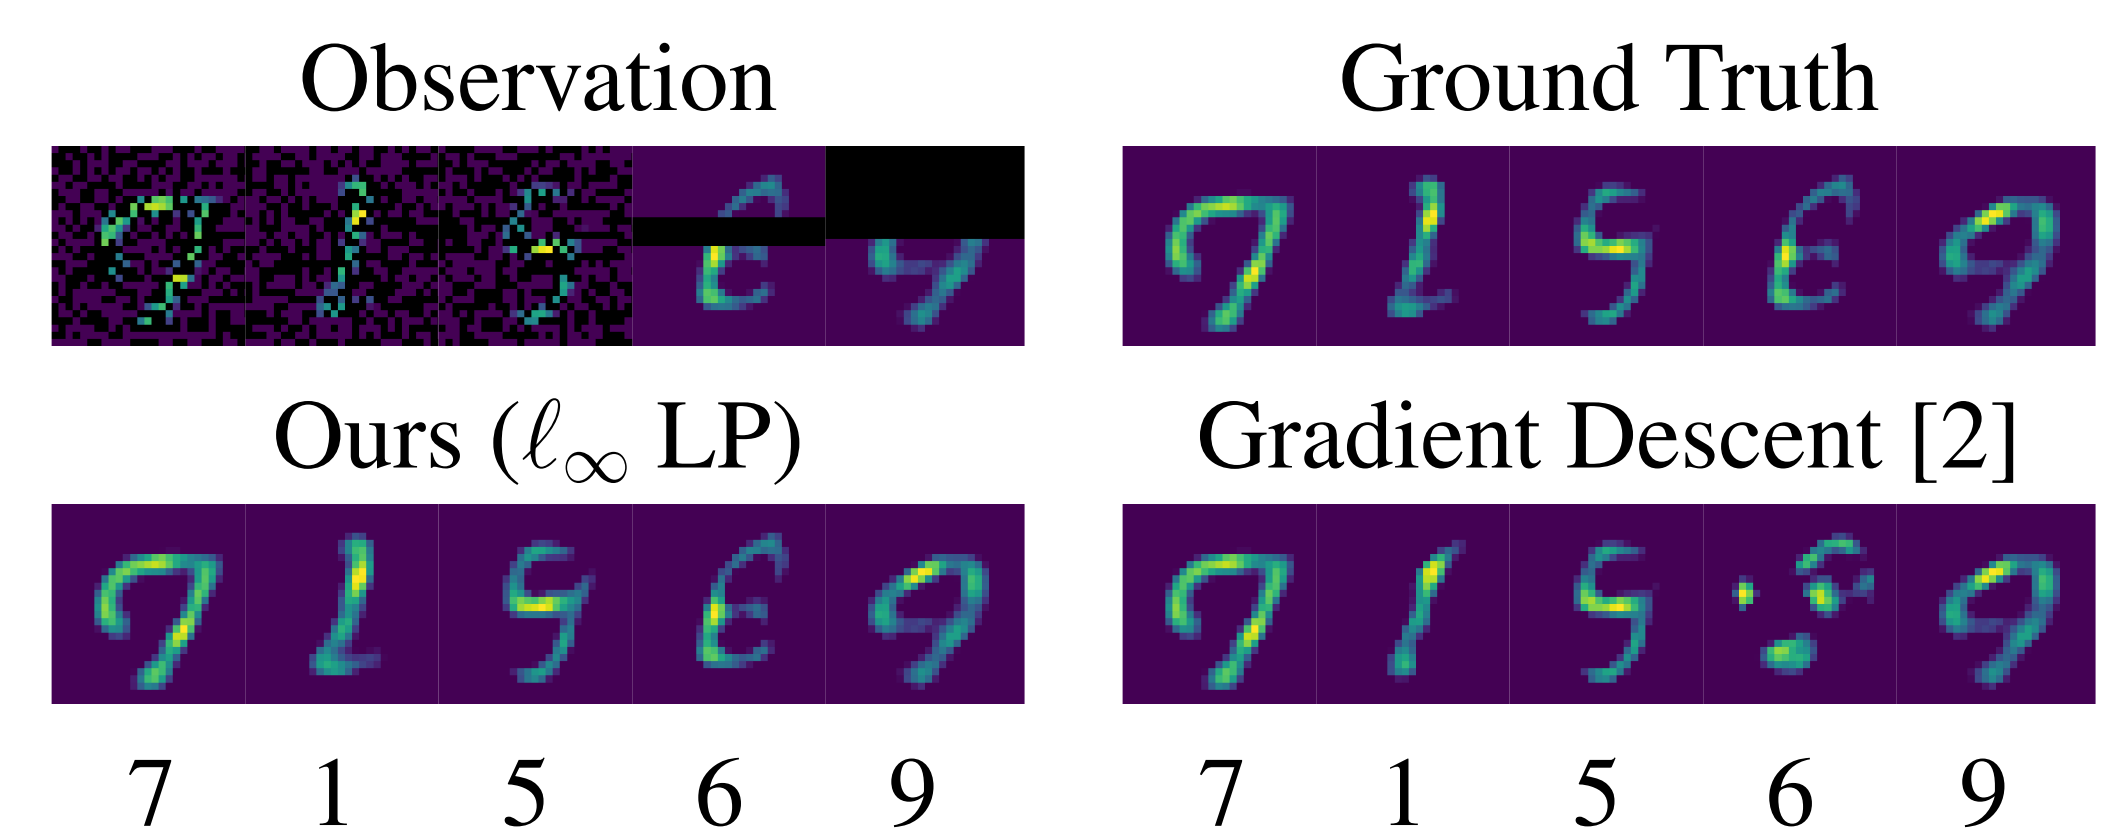 Observation
Ground Truth
Ours (ℓ∞ LP)
Gradient Descent [2]
7 1 5 6 9
7 1 5 6 9